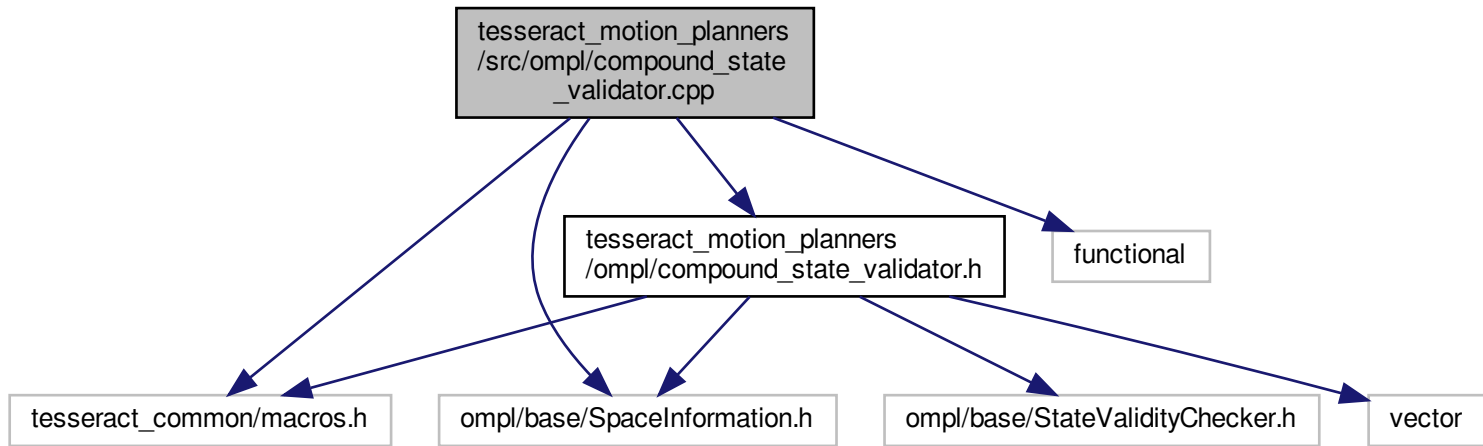 tesseract_motion_planners
/src/ompl/compound_state
_validator.cpp
tesseract_motion_planners
/ompl/compound_state_validator.h
functional
tesseract_common/macros.h
ompl/base/SpaceInformation.h
ompl/base/StateValidityChecker.h
vector